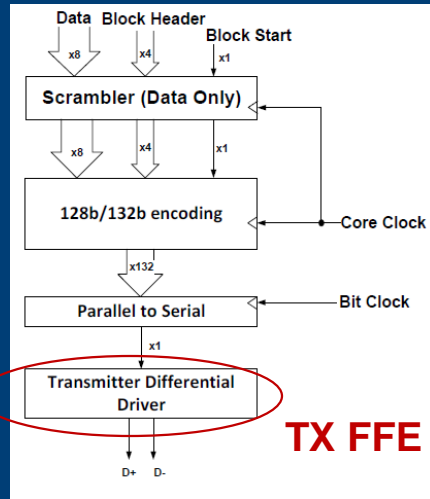 Data Block Header
Block Start
x8
x4
x1
Scrambler (Data Only)
x8
x4
x1
128b/132b encoding
Core Clock
x132
Parallel to Serial
Bit Clock
x1
Transmitter Differential
Driver
TX FFE
D+ D-